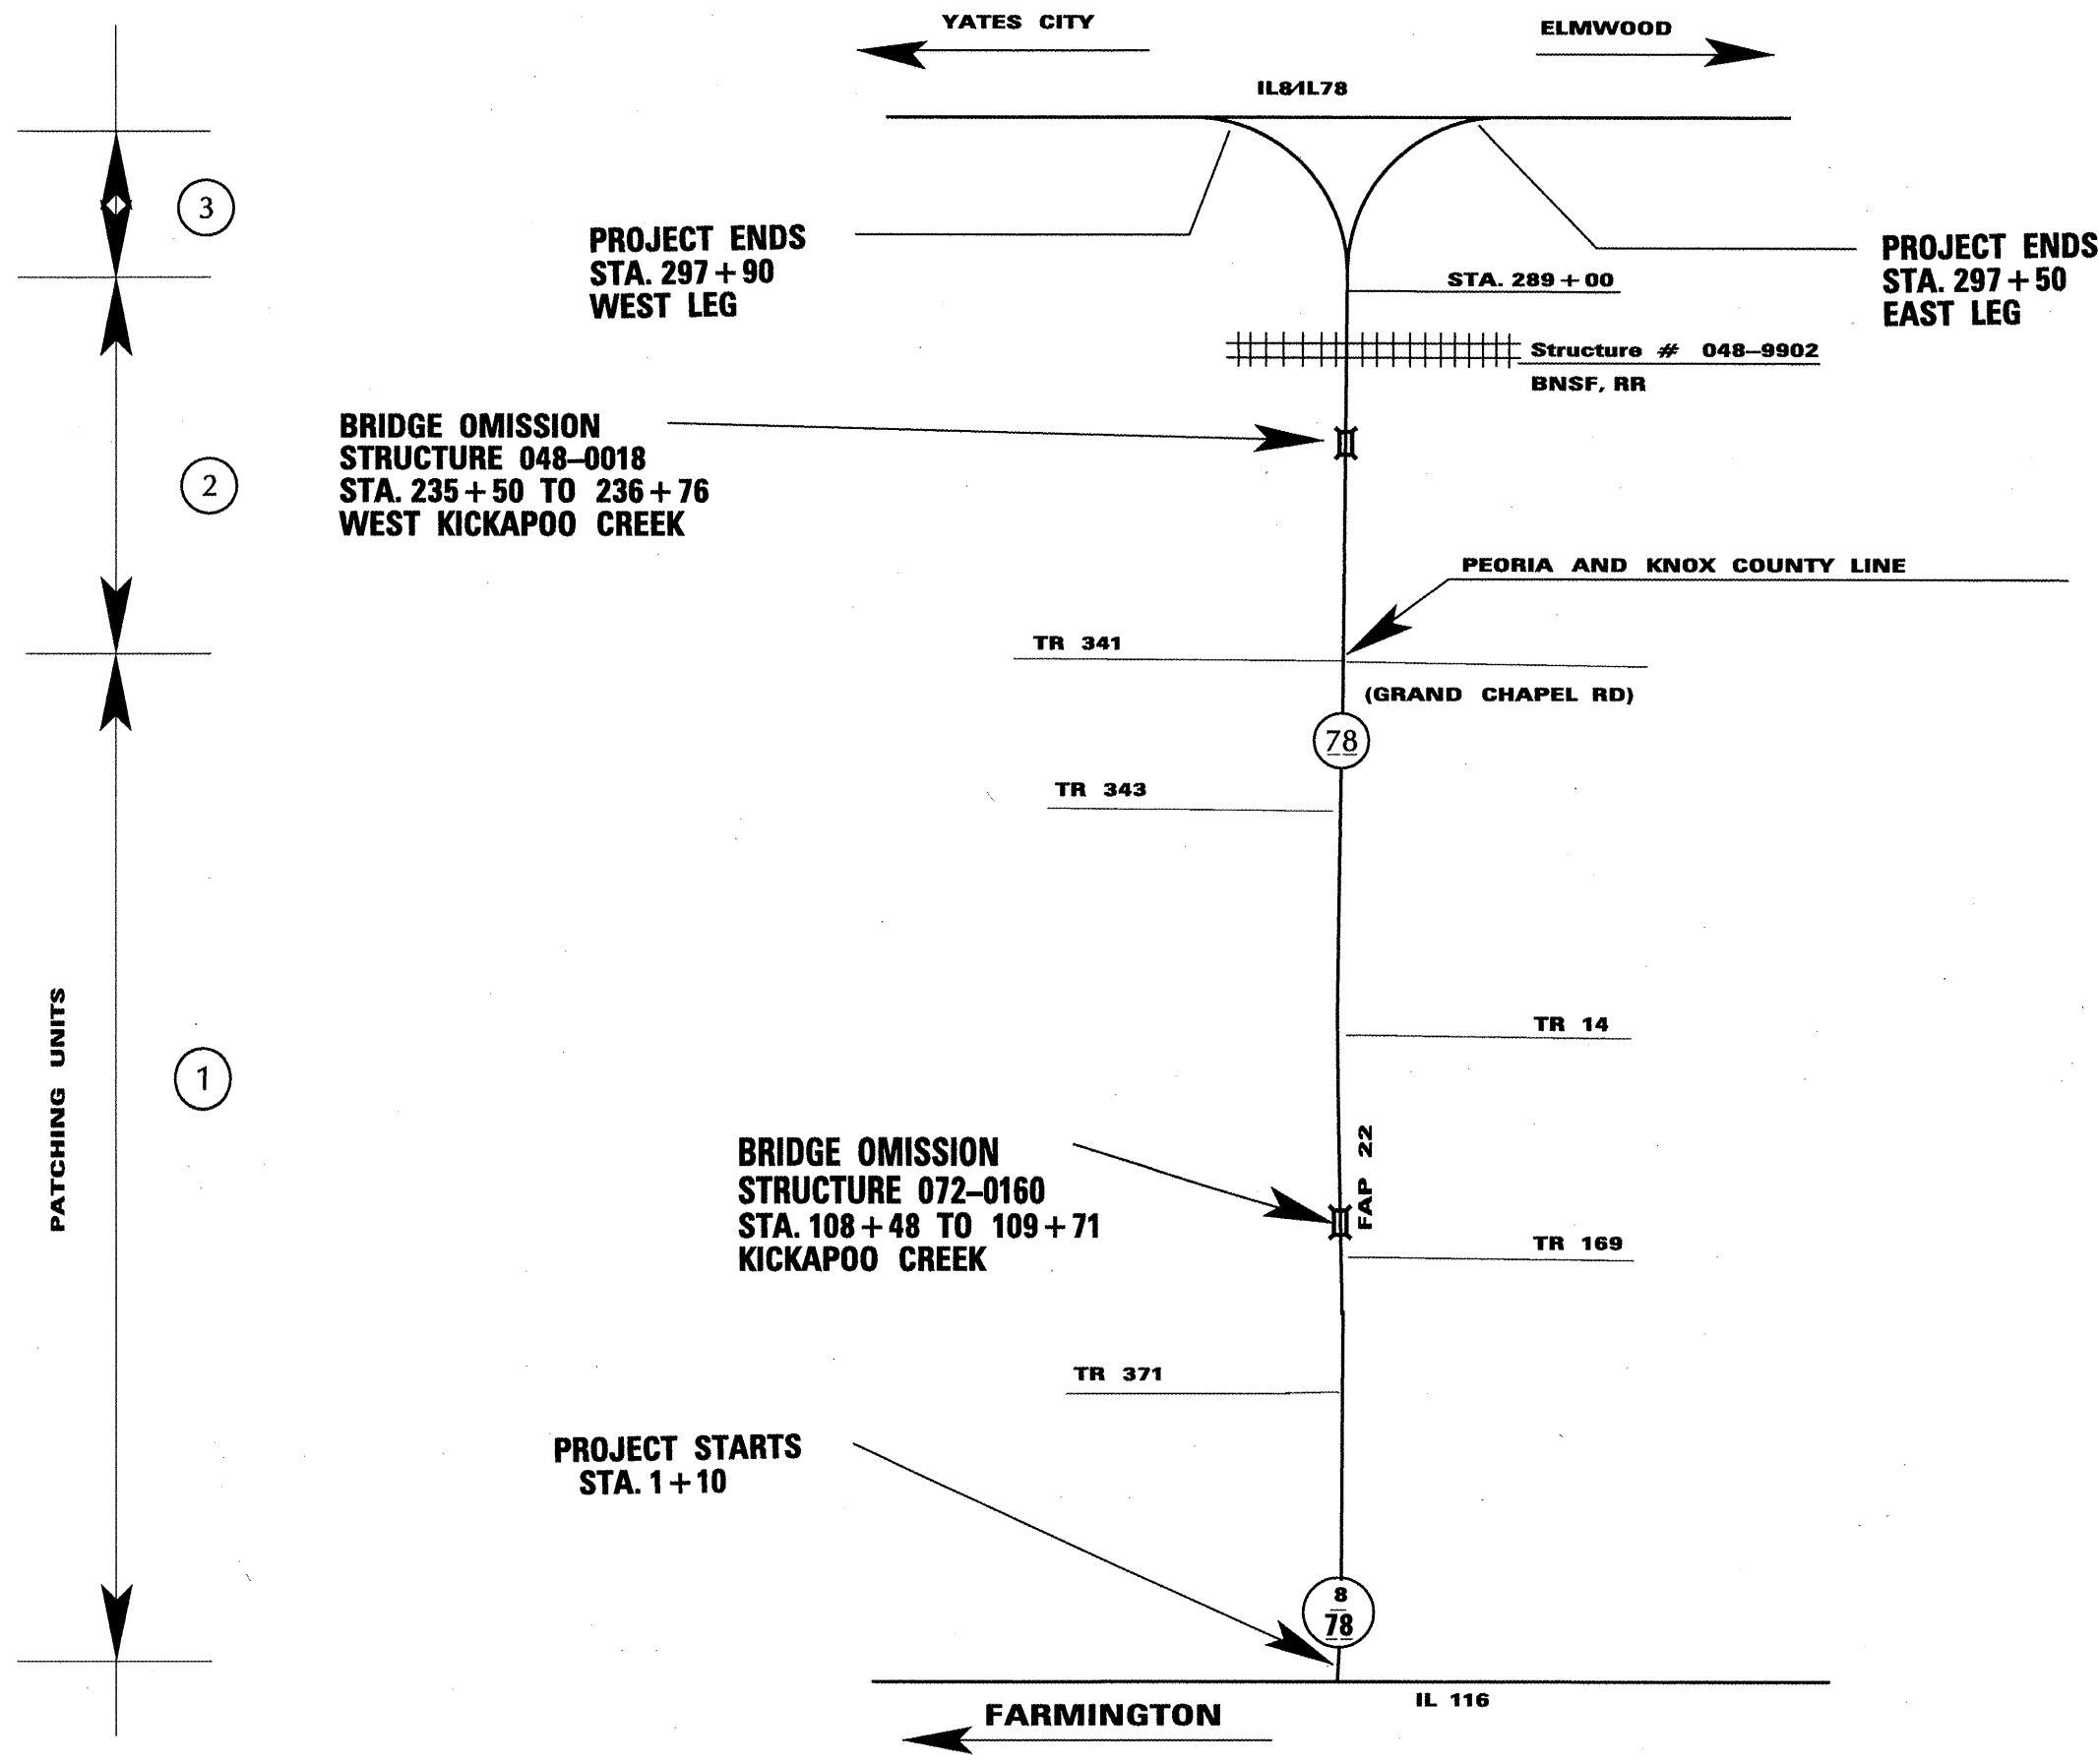 YATES CITY
ELMWOOD
IL8/IL78
3
PROJECT ENDS
STA. 297+90
WEST LEG
PROJECT ENDS
STA. 297+50
EAST LEG
STA. 289+00
Structure # 048-9902
BNSF, RR
BRIDGE OMISSION
STRUCTURE 048-0018
STA. 235+50 TO 236+76
WEST KICKAPOO CREEK
2
PEORIA AND KNOX COUNTY LINE
TR 341
(GRAND CHAPEL RD)
78
TR 343
PATCHING UNITS
1
TR 14
FAP 22
BRIDGE OMISSION
STRUCTURE 072-0160
STA. 108+48 TO 109+71
KICKAPOO CREEK
TR 169
TR 371
PROJECT STARTS
STA. 1+10
8
78
IL 116
FARMINGTON